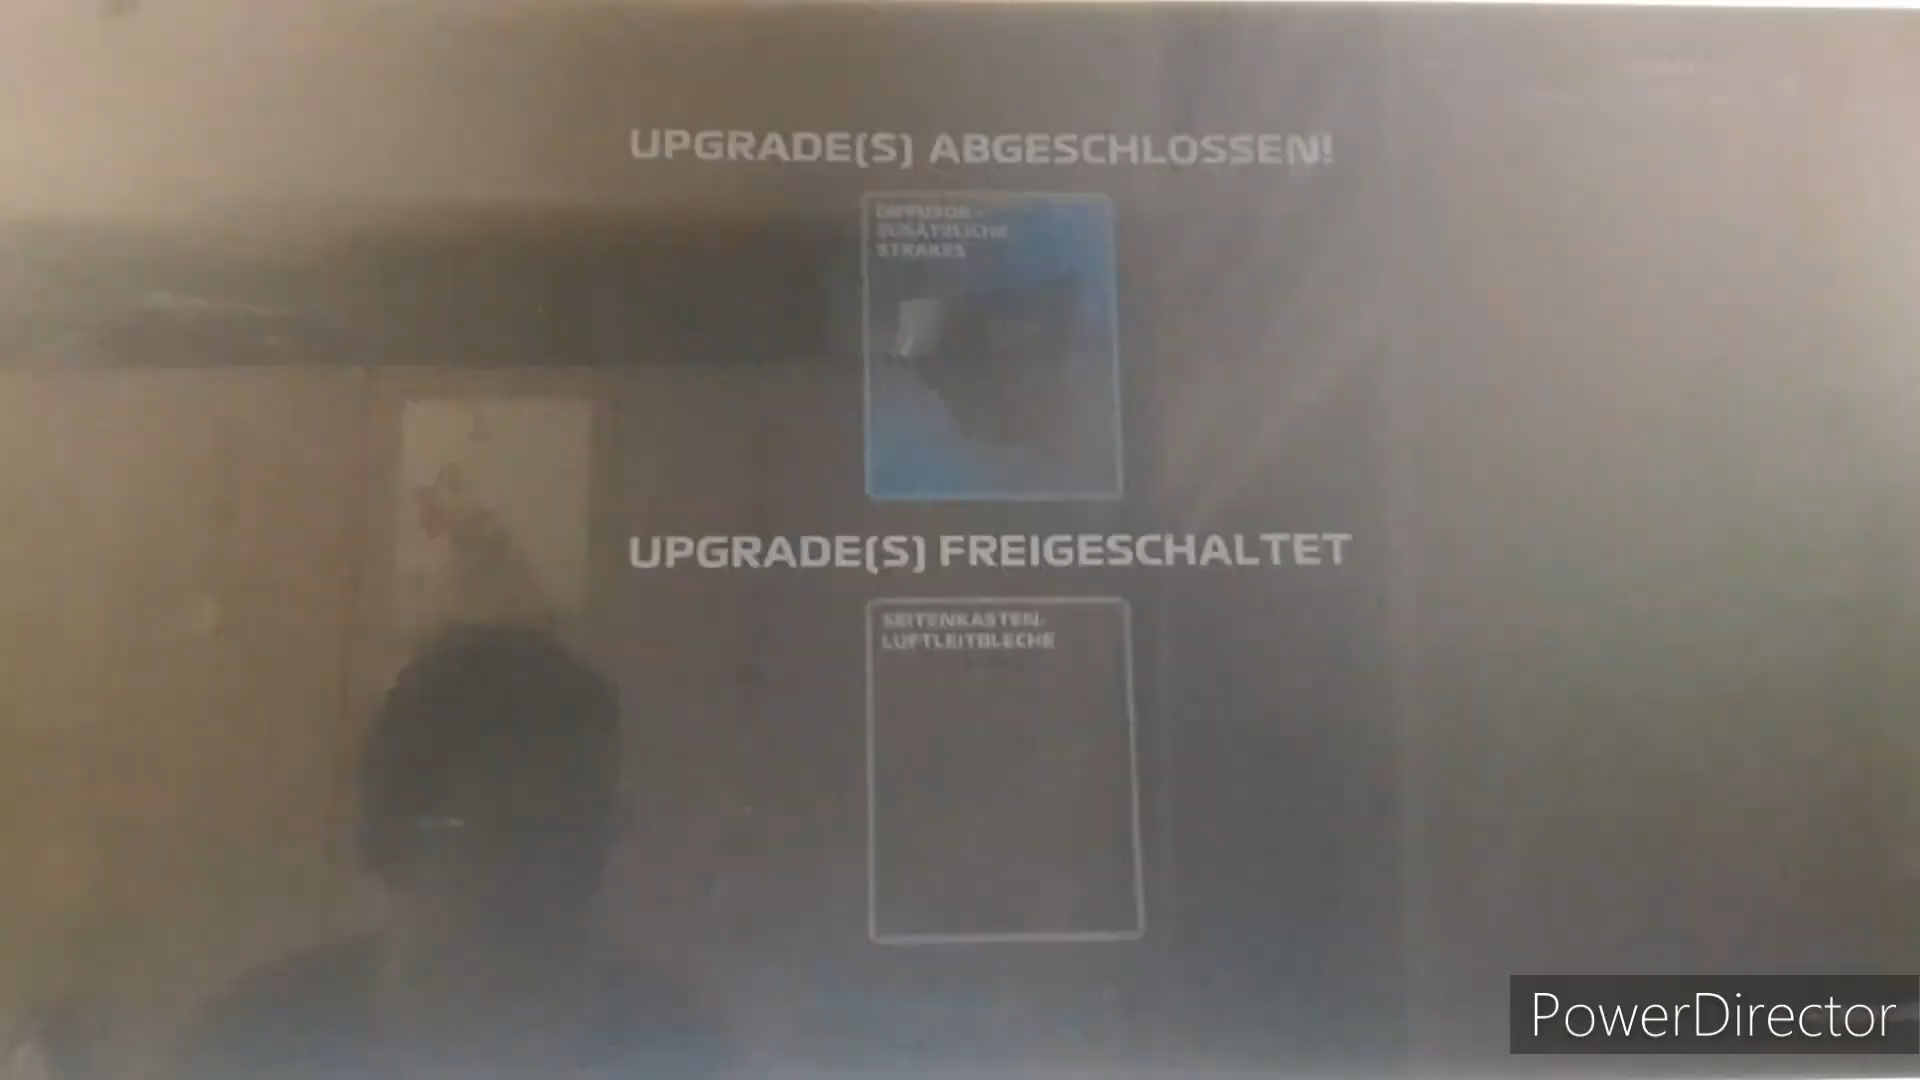 UPGRADE(S) ABGESCHLOSSEN!
DIFFUSOR -
ZUSÄTZLICHE
STRAKES
UPGRADE(S) FREIGESCHALTET
SEITENKASTEN-
LUFTLEITBLECHE
PowerDirector